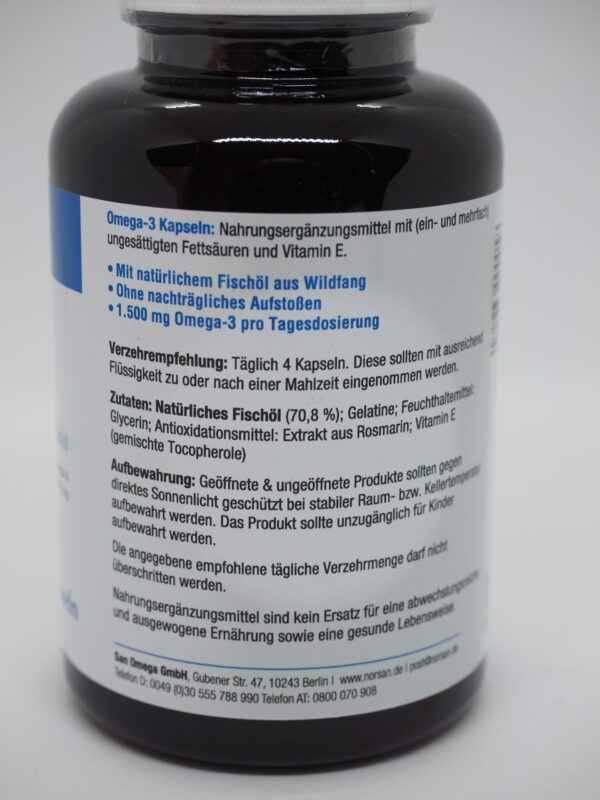 Omega-3 Kapseln: Nahrungsergänzungsmittel mit (ein- und mehrfach)
ungesättigten Fettsäuren und Vitamin E.
• Mit natürlichem Fischöl aus Wildfang
• Ohne nachträgliches Aufstoßen
• 1.500 mg Omega-3 pro Tagesdosierung
Verzehrempfehlung: Täglich 4 Kapseln. Diese sollten mit ausreichend
Flüssigkeit zu oder nach einer Mahlzeit eingenommen werden.
Zutaten: Natürliches Fischöl (70,8 %); Gelatine; Feuchthaltemittel:
Glycerin; Antioxidationsmittel: Extrakt aus Rosmarin; Vitamin E
(gemischte Tocopherole)
Aufbewahrung: Geöffnete & ungeöffnete Produkte sollten gegen
direktes Sonnenlicht geschützt bei stabiler Raum- bzw. Kellertemperatur
aufbewahrt werden. Das Produkt sollte unzugänglich für Kinder
aufbewahrt werden.
Die angegebene empfohlene tägliche Verzehrmenge darf nicht
überschritten werden.
Nahrungsergänzungsmittel sind kein Ersatz für eine abwechslungsreiche
und ausgewogene Ernährung sowie eine gesunde Lebensweise.
San Omega GmbH, Gubener Str. 47, 10243 Berlin | www.norsan.de | post@norsan.de
Telefon D: 0049 (0)30 555 788 990 Telefon AT: 0800 070 908